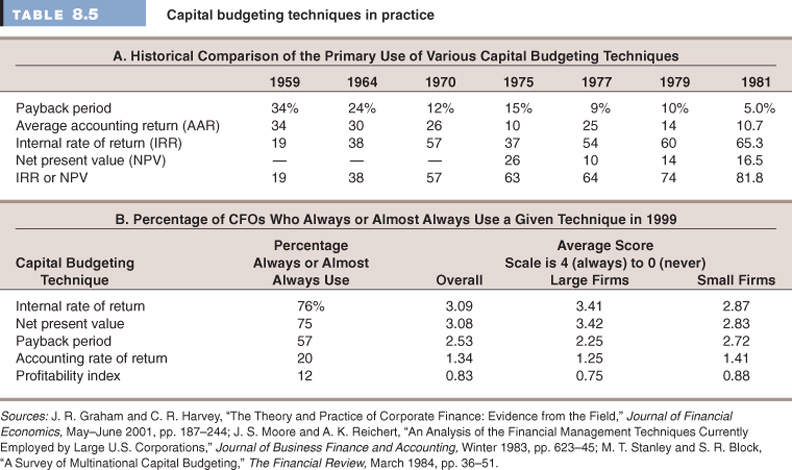 TABLE 8.5 Capital budgeting techniques in practice
A. Historical Comparison of the Primary Use of Various Capital Budgeting Techniques
1959 1964 1970 1975 1977 1979 1981
Payback period 34% 24% 12% 15% 9% 10% 5.0%
Average accounting return (AAR) 34 30 26 10 25 14 10.7
Internal rate of return (IRR) 19 38 57 37 54 60 65.3
Net present value (NPV) — — — 26 10 14 16.5
IRR or NPV 19 38 57 63 64 74 81.8
B. Percentage of CFOs Who Always or Almost Always Use a Given Technique in 1999
Percentage Average Score
Capital Budgeting Always or Almost Scale is 4 (always) to 0 (never)
Technique Always Use Overall Large Firms Small Firms
Internal rate of return 76% 3.09 3.41 2.87
Net present value 75 3.08 3.42 2.83
Payback period 57 2.53 2.25 2.72
Accounting rate of return 20 1.34 1.25 1.41
Profitability index 12 0.83 0.75 0.88
Sources: J. R. Graham and C. R. Harvey, "The Theory and Practice of Corporate Finance: Evidence from the Field," Journal of Financial
Economics, May–June 2001, pp. 187–244; J. S. Moore and A. K. Reichert, "An Analysis of the Financial Management Techniques Currently
Employed by Large U.S. Corporations," Journal of Business Finance and Accounting, Winter 1983, pp. 623–45; M. T. Stanley and S. R. Block,
"A Survey of Multinational Capital Budgeting," The Financial Review, March 1984, pp. 36–51.